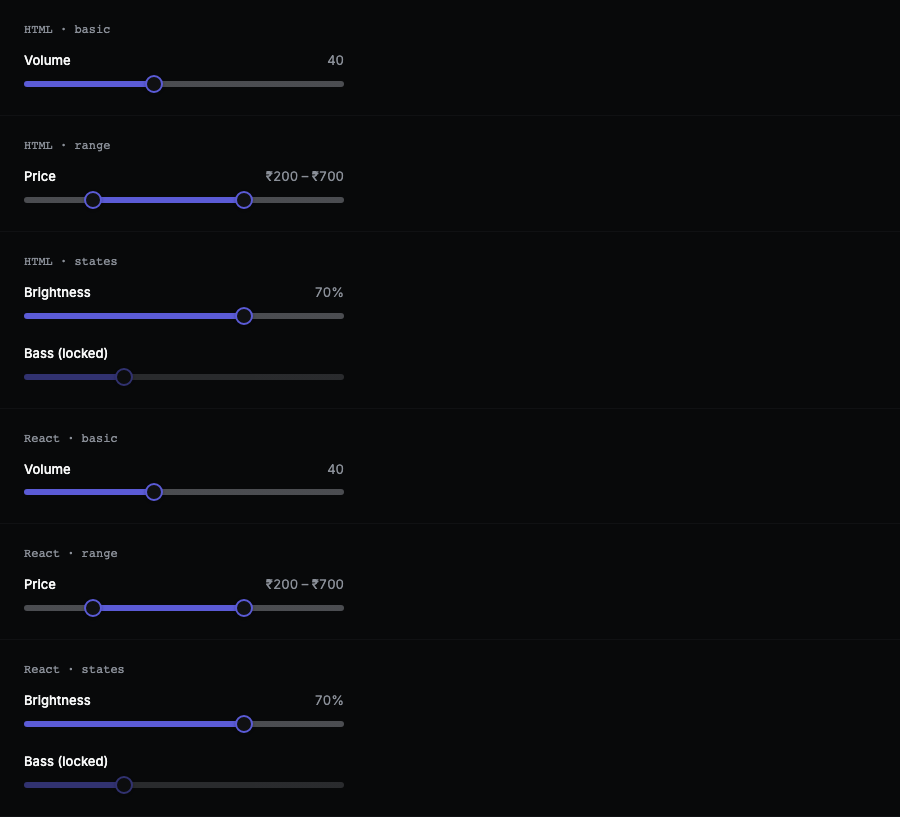 HTML · basic
Volume 40
HTML · range
Price ₹200 – ₹700
HTML · states
Brightness 70%
Bass (locked)
React · basic
Volume 40
React · range
Price ₹200 – ₹700
React · states
Brightness 70%
Bass (locked)